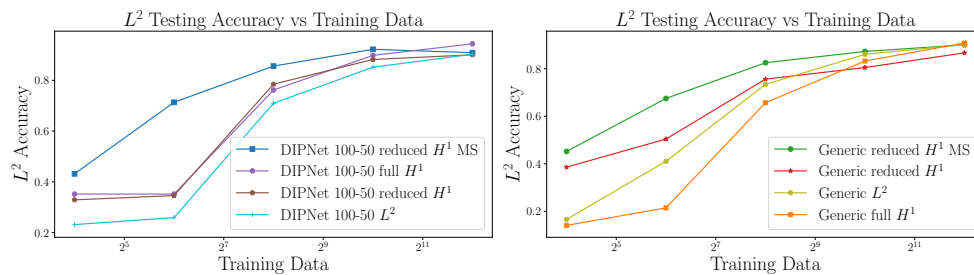 L² Testing Accuracy vs Training Data
L² Accuracy
0.8
0.6
0.4
0.2
DIPNet 100-50 reduced H¹ MS
DIPNet 100-50 full H¹
DIPNet 100-50 reduced H¹
DIPNet 100-50 L²
2⁵ 2⁷ 2⁹ 2¹¹
Training Data
L² Testing Accuracy vs Training Data
L² Accuracy
0.8
0.6
0.4
0.2
Generic reduced H¹ MS
Generic reduced H¹
Generic L²
Generic full H¹
2⁵ 2⁷ 2⁹ 2¹¹
Training Data